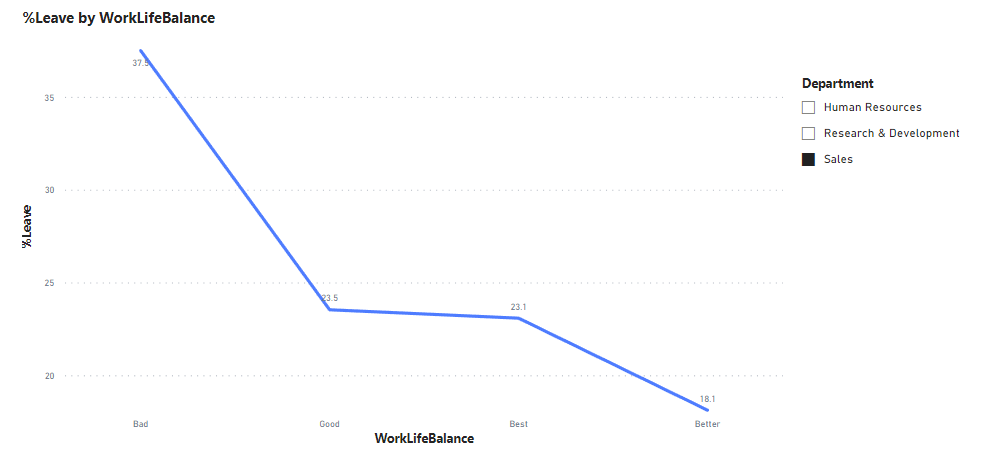 %Leave by WorkLifeBalance
37.5
35
30
25
20
%Leave
23.5
23.1
18.1
Bad
Good
Best
Better
WorkLifeBalance
Department
Human Resources
Research & Development
Sales